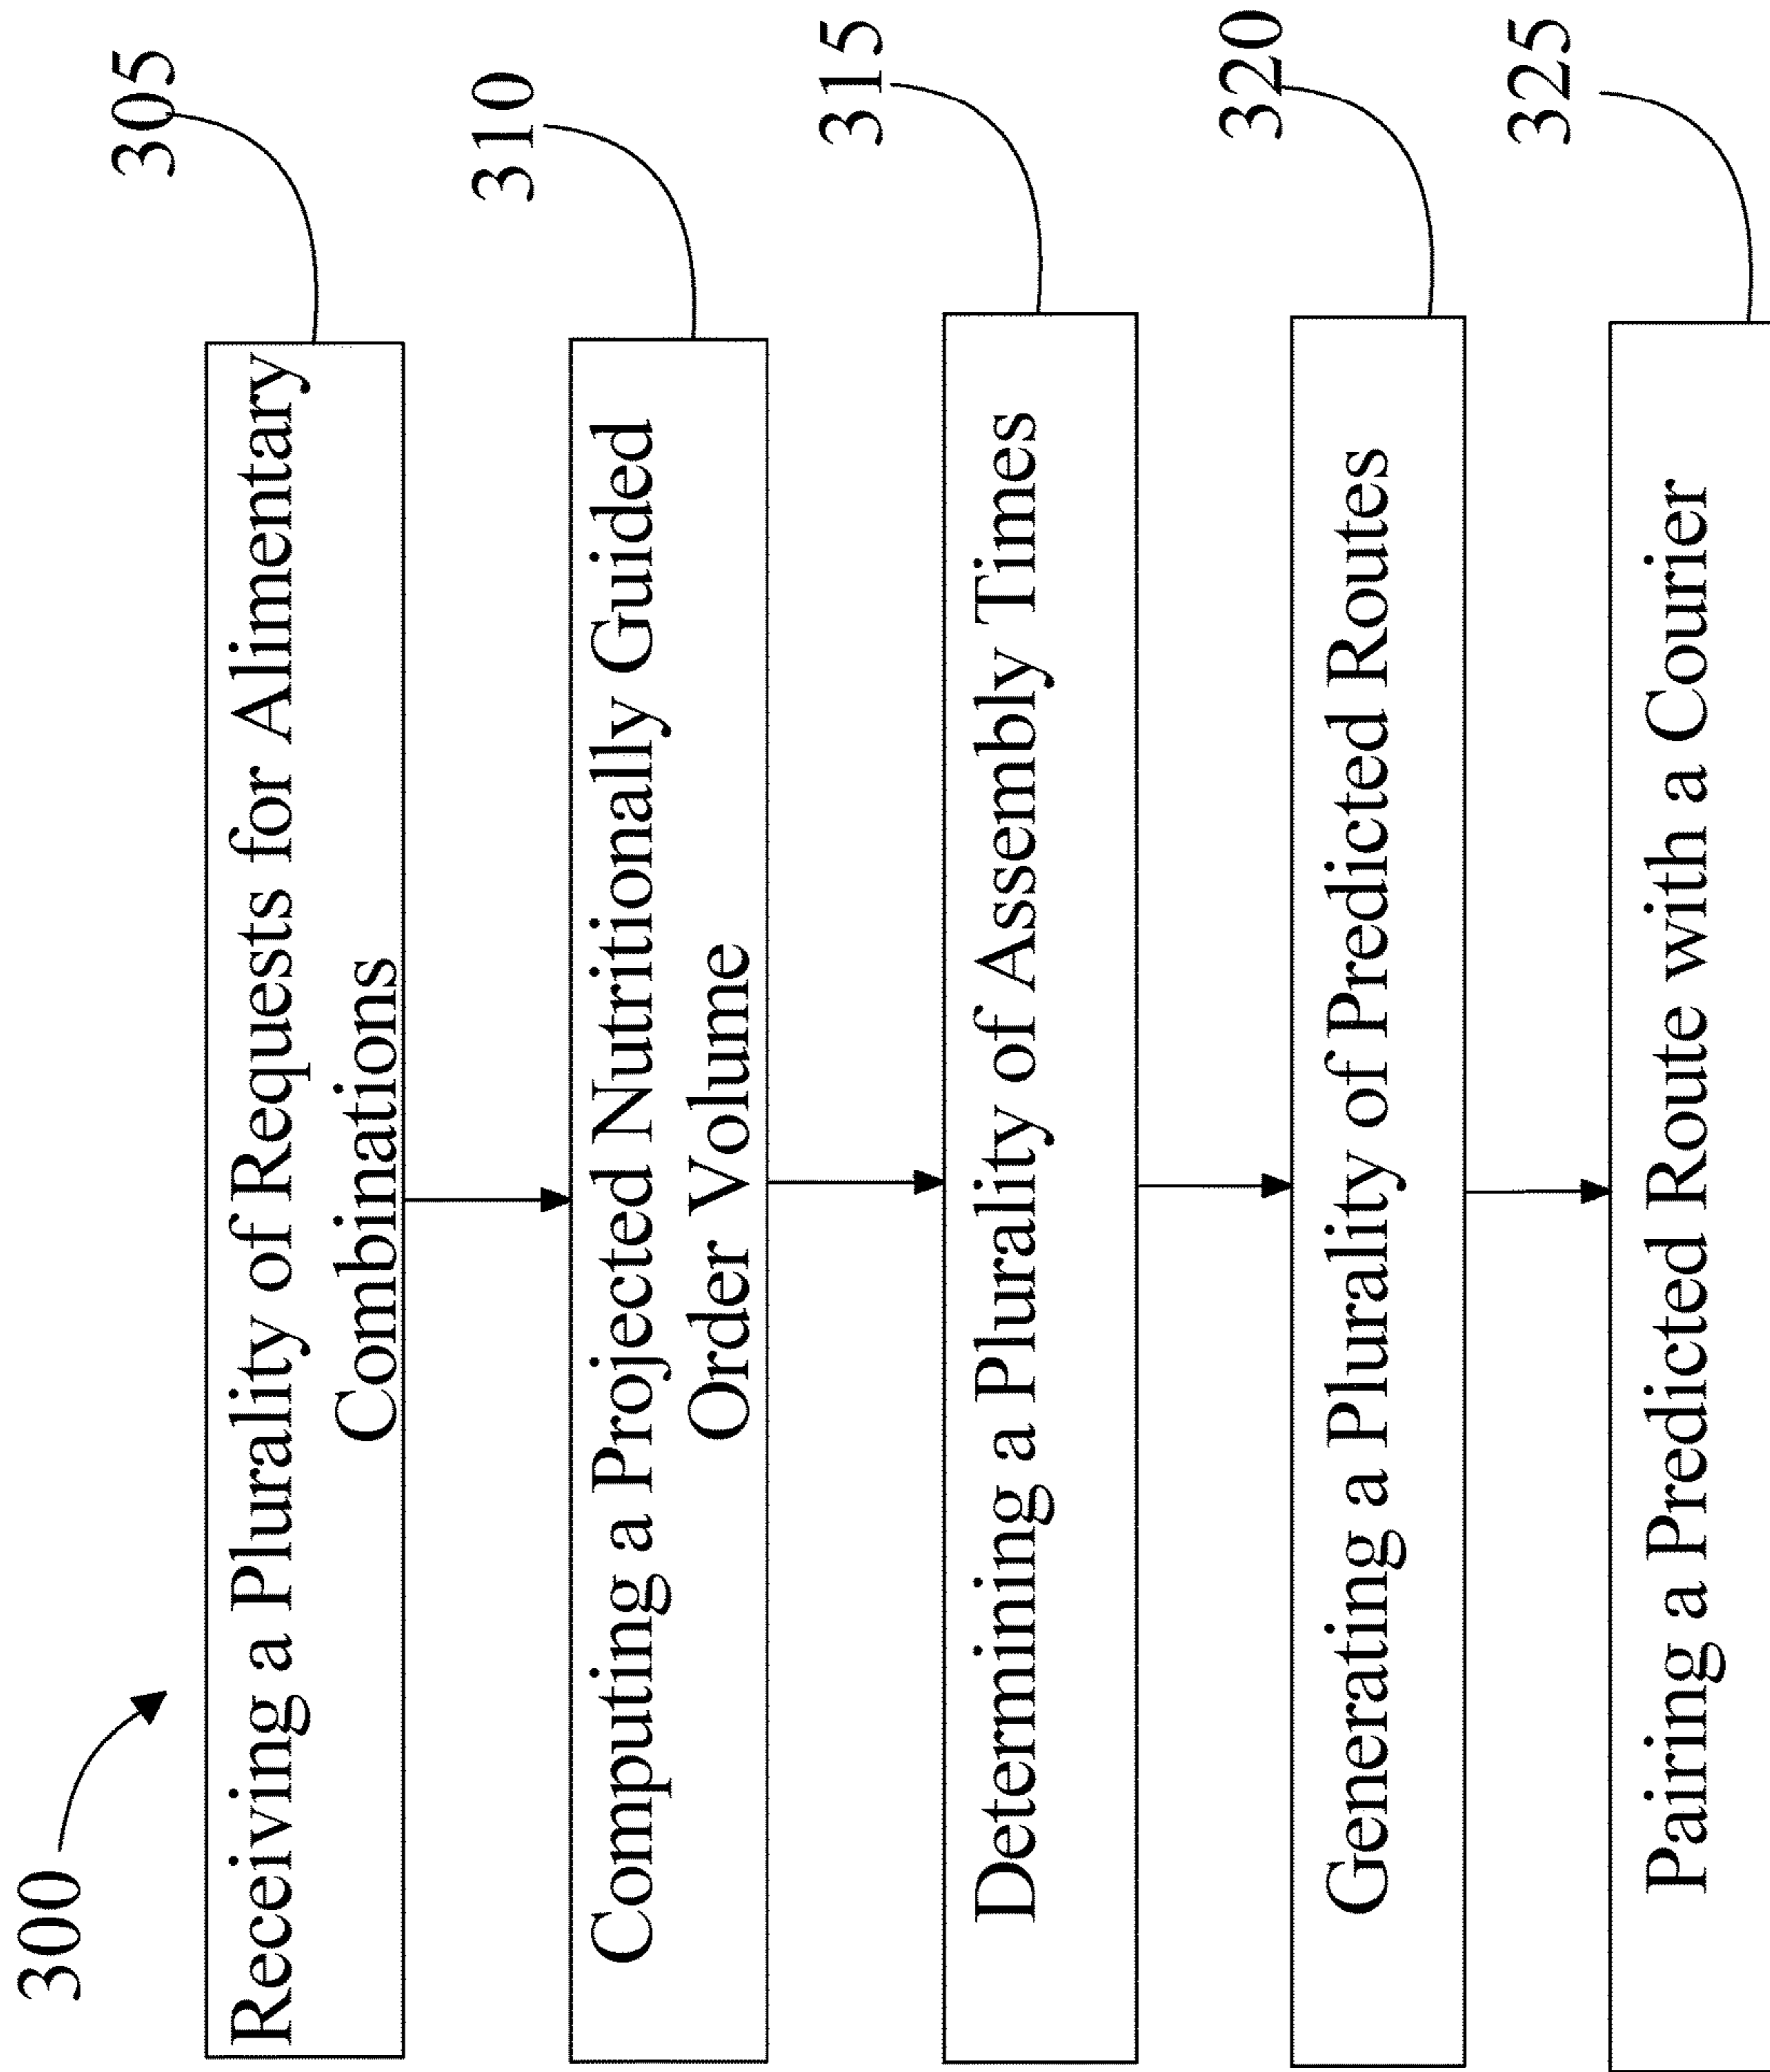 300
305
Receiving a Plurality of Requests for Alimentary
Combinations
310
Computing a Projected Nutritionally Guided
Order Volume
315
Determining a Plurality of Assembly Times
320
Generating a Plurality of Predicted Routes
325
Pairing a Predicted Route with a Courier